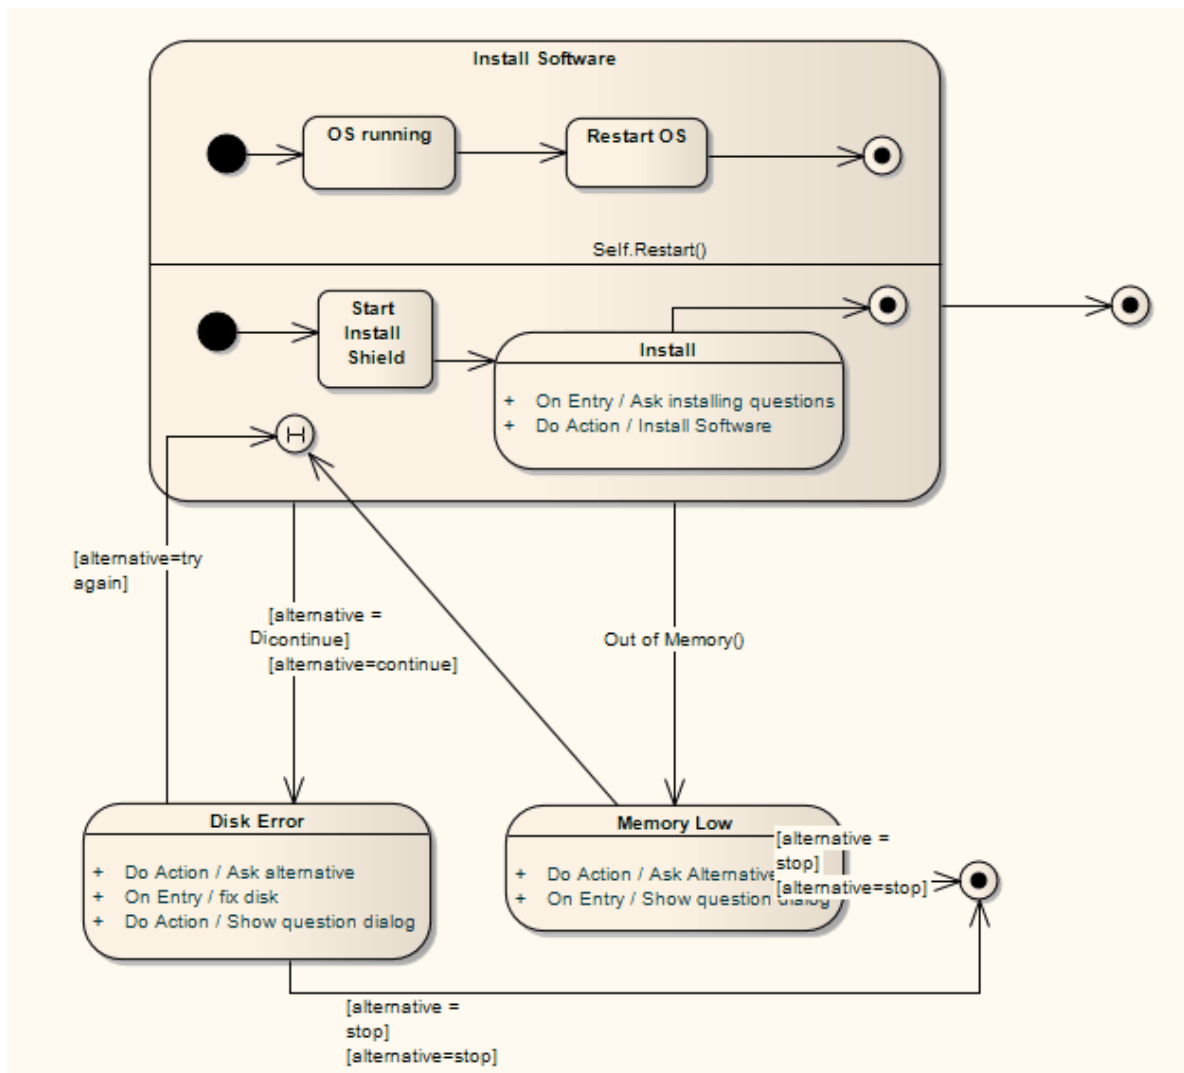 Install Software
OS running
Restart OS
Self.Restart()
Start
Install
Shield
Install
+ On Entry / Ask installing questions
+ Do Action / Install Software
H
[alternative=try
again]
[alternative =
Dicontinue]
[alternative=continue]
Out of Memory()
Disk Error
+ Do Action / Ask alternative
+ On Entry / fix disk
+ Do Action / Show question dialog
Memory Low
+ Do Action / Ask Alternative
+ On Entry / Show question dialog
[alternative =
stop]
[alternative=stop]
[alternative =
stop]
[alternative=stop]